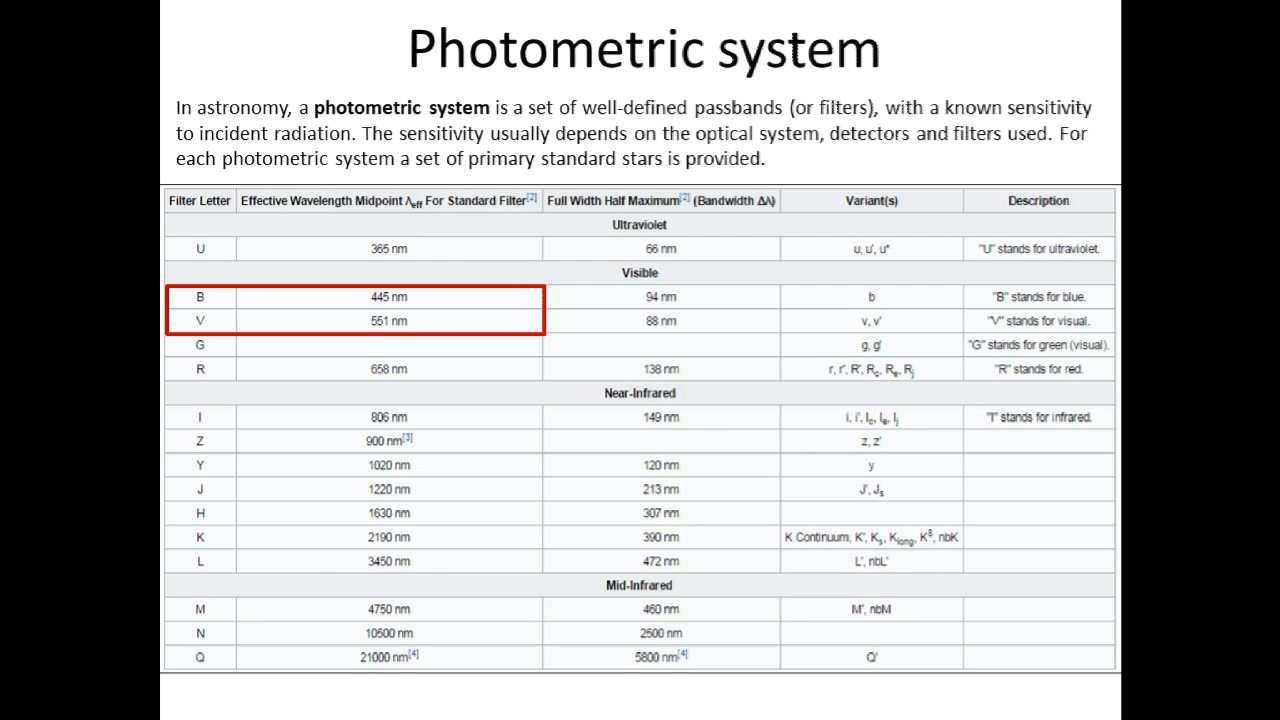 Photometric system
In astronomy, a photometric system is a set of well-defined passbands (or filters), with a known sensitivity
to incident radiation. The sensitivity usually depends on the optical system, detectors and filters used. For
each photometric system a set of primary standard stars is provided.
Filter Letter Effective Wavelength Midpoint λeff For Standard Filter[2] Full Width Half Maximum[2] (Bandwidth Δλ) Variant(s) Description
Ultraviolet
U 365 nm 66 nm u, u', u* "U" stands for ultraviolet.
Visible
B 445 nm 94 nm b "B" stands for blue.
V 551 nm 88 nm v, v' "V" stands for visual.
G g, g' "G" stands for green (visual).
R 658 nm 138 nm r, r', R', Rc, Re, Rj "R" stands for red.
Near-Infrared
I 806 nm 149 nm i, i', Ic, Ie, Ij "I" stands for infrared.
Z 900 nm[3] z, z'
Y 1020 nm 120 nm y
J 1220 nm 213 nm J', Js
H 1630 nm 307 nm
K 2190 nm 390 nm K Continuum, K', Ks, Klong, K8, nbK
L 3450 nm 472 nm L', nbL'
Mid-Infrared
M 4750 nm 460 nm M', nbM
N 10500 nm 2500 nm
Q 21000 nm[4] 5800 nm[4] Q'